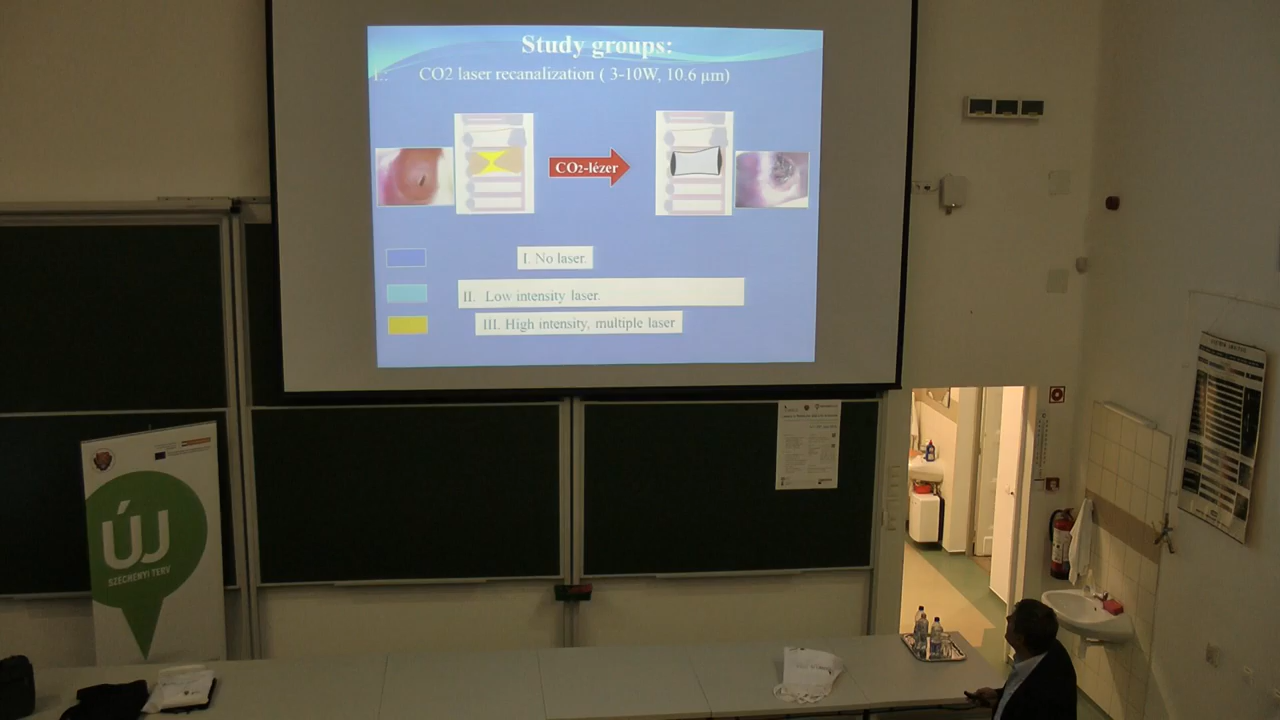 Study groups:
I.: CO2 laser recanalization ( 3-10W, 10.6 µm)
CO2-lézer
I. No laser.
II. Low intensity laser.
III. High intensity, multiple laser
ÚJ
SZÉCHENYI TERV